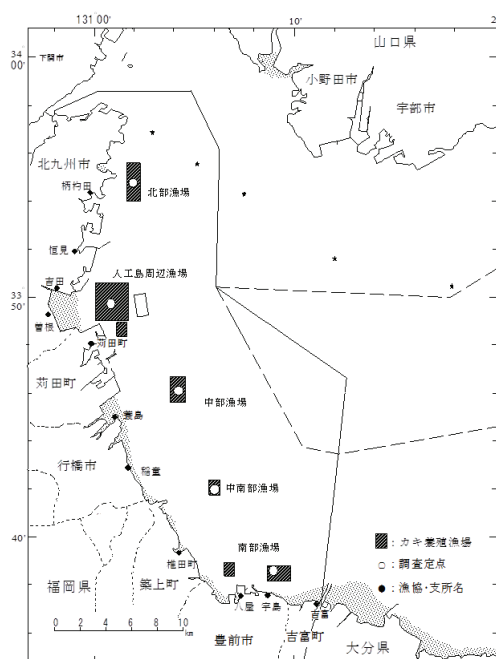 131 00′
10′
2
34
00′
下関市
山口県
小野田市
宇部市
北九州市
柄杓田
北部漁場
恒見
人工島周辺漁場
吉田
33
50′
曽根
苅田町
苅田町
中部漁場
蓑島
行橋市
稲童
中南部漁場
40′
南部漁場
カキ養殖漁場
調査定点
漁協・支所名
椎田町
福岡県
築上町
八屋
宇島
吉富
0 2 4 6 8 10
km
豊前市
吉富町
大分県